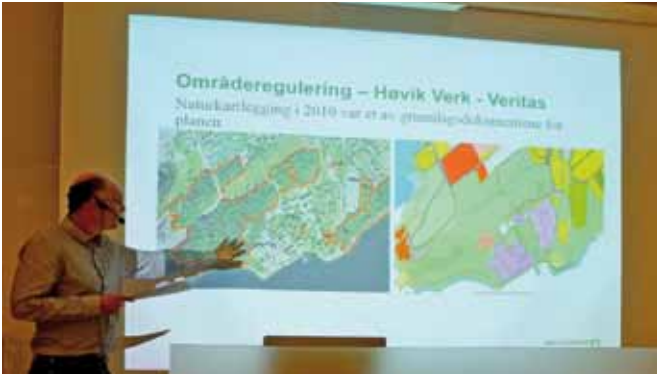 Områderegulering – Høvik Verk - Veritas
Naturkartlegging i 2010 var et av grunnlagsdokumentene for
planen